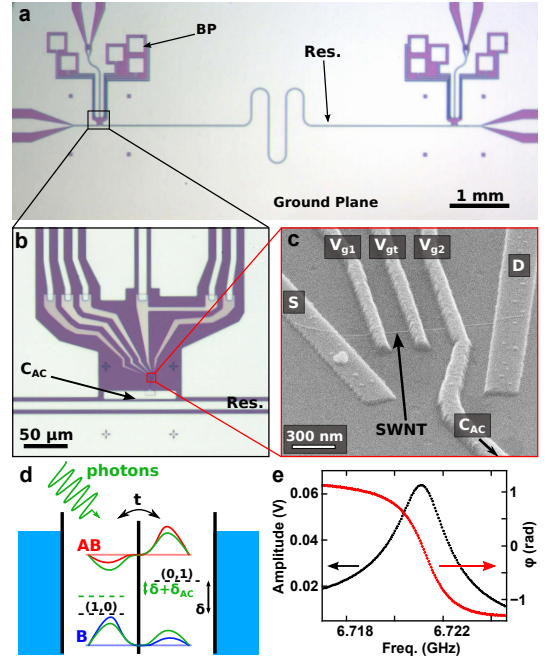 a
BP
Res.
Ground Plane
1 mm
b
C_AC
Res.
50 µm
c
V_g1 V_gt V_g2
D
S
SWNT
C_AC
300 nm
d
photons
t
AB
(0,1)
δ+δ_AC
δ
(1,0)
B
e
Amplitude (V)
0.06
0.04
0.02
1
0
-1
φ (rad)
6.718 6.722
Freq. (GHz)